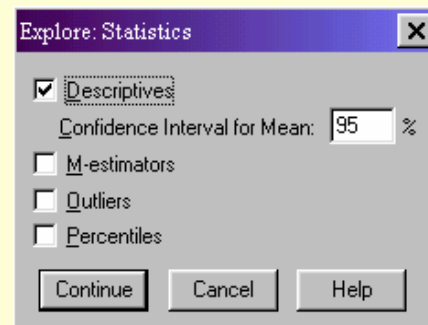 Explore: Statistics
Descriptives
Confidence Interval for Mean: 95 %
M-estimators
Outliers
Percentiles
Continue Cancel Help